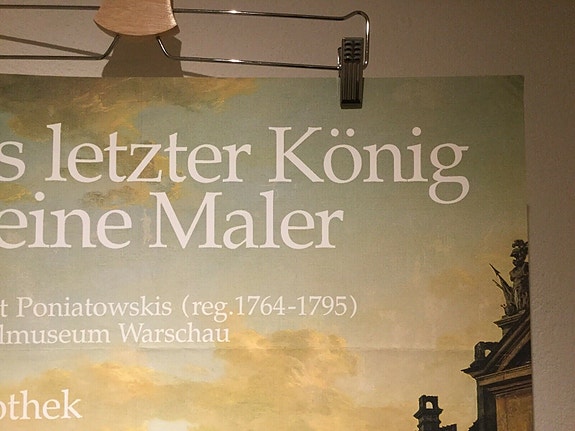 s letzter König
eine Maler
t Poniatowskis (reg.1764-1795)
lmuseum Warschau
othek